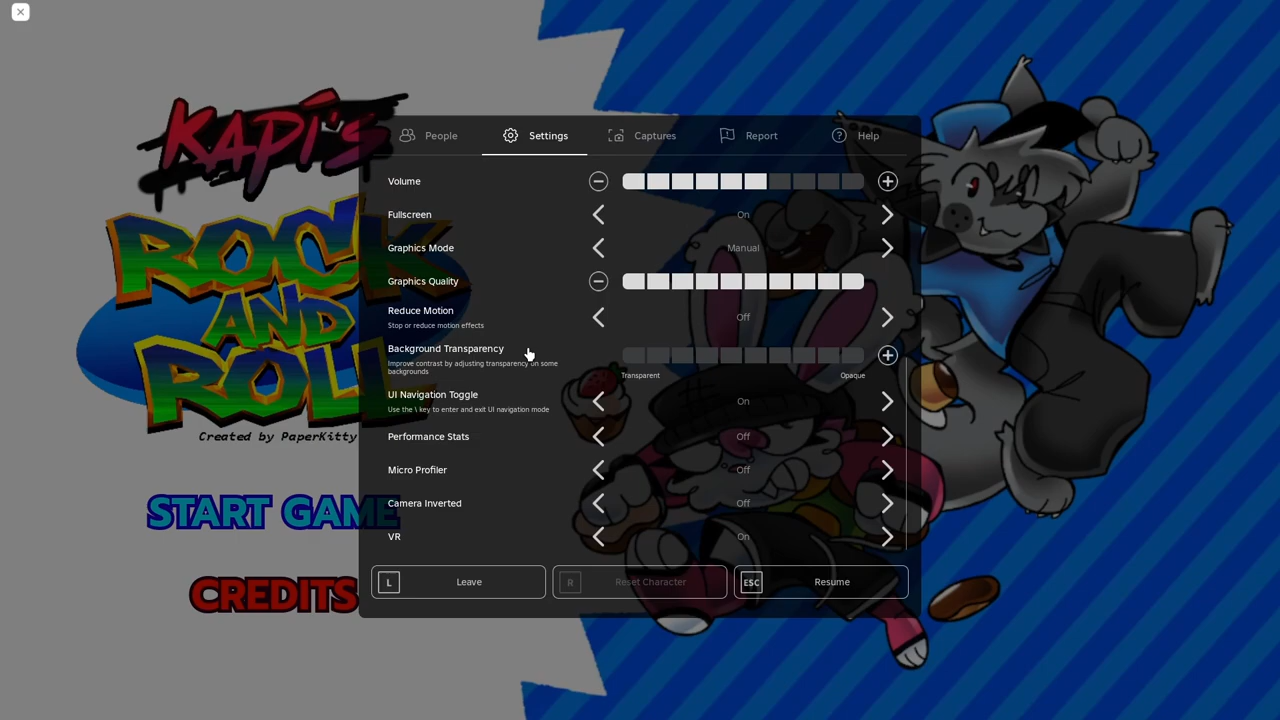 KAPI'S
ROCK
AND
ROLL
Created by PaperKitty
START GAME
CREDITS
People
Settings
Captures
Report
? Help
Volume
Fullscreen On
Graphics Mode Manual
Graphics Quality
Reduce Motion Off
Stop or reduce motion effects
Background Transparency
Improve contrast by adjusting transparency on some
backgrounds
Transparent Opaque
UI Navigation Toggle On
Use the \ key to enter and exit UI navigation mode
Performance Stats Off
Micro Profiler Off
Camera Inverted Off
VR On
L Leave
R Reset Character
ESC Resume